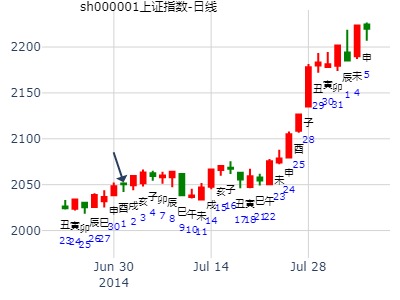 sh000001上证指数-日线
2200
2150
2100
2050
2000
丑 寅 卯 辰 巳 申 酉 戌 亥 子 卯 辰 巳 午 未 戌 亥 子 丑 寅 巳 午 未 申 酉 子 丑 寅 卯 辰 未 申
23 24 25 26 27 30 1 2 3 4 7 8 9 10 11 14 15 16 17 18 21 22 23 24 25 28 29 30 31 1 4 5
Jun 30 Jul 14 Jul 28
2014